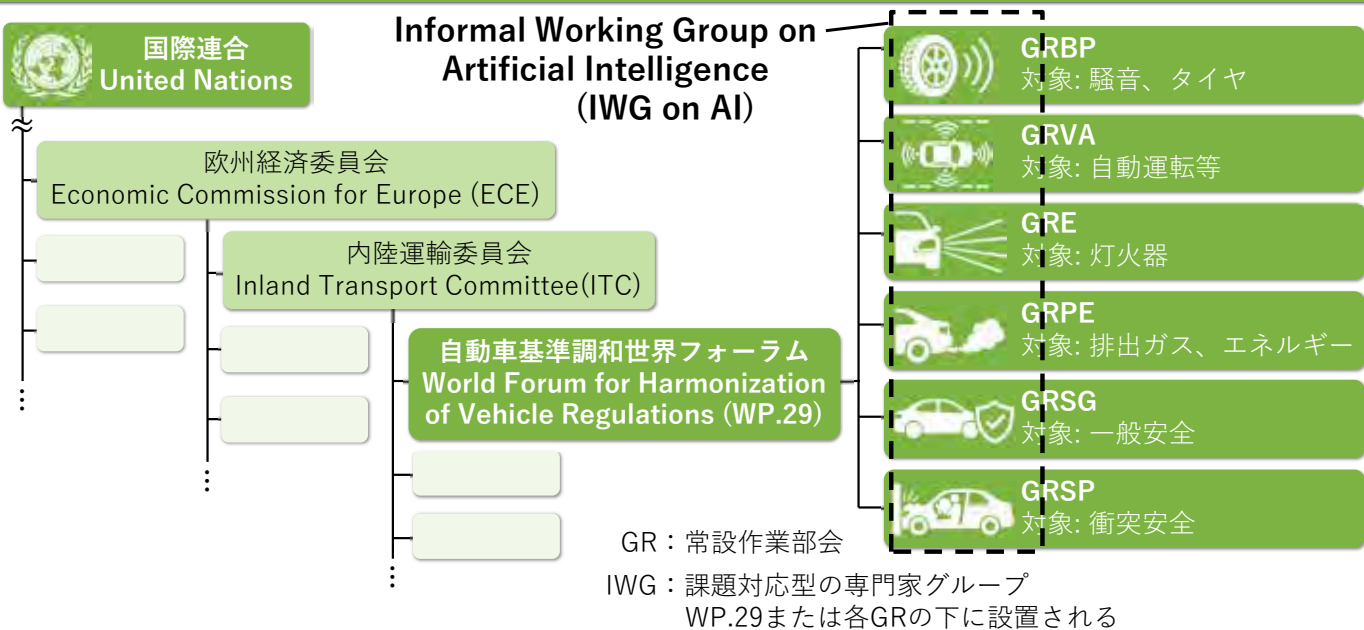 国際連合
United Nations
Informal Working Group on
Artificial Intelligence
(IWG on AI)
欧州経済委員会
Economic Commission for Europe (ECE)
内陸運輸委員会
Inland Transport Committee(ITC)
自動車基準調和世界フォーラム
World Forum for Harmonization
of Vehicle Regulations (WP.29)
GRBP
対象: 騒音、タイヤ
GRVA
対象: 自動運転等
GRE
対象: 灯火器
GRPE
対象: 排出ガス、エネルギー
GRSG
対象: 一般安全
GRSP
対象: 衝突安全
GR：常設作業部会
IWG：課題対応型の専門家グループ
WP.29または各GRの下に設置される